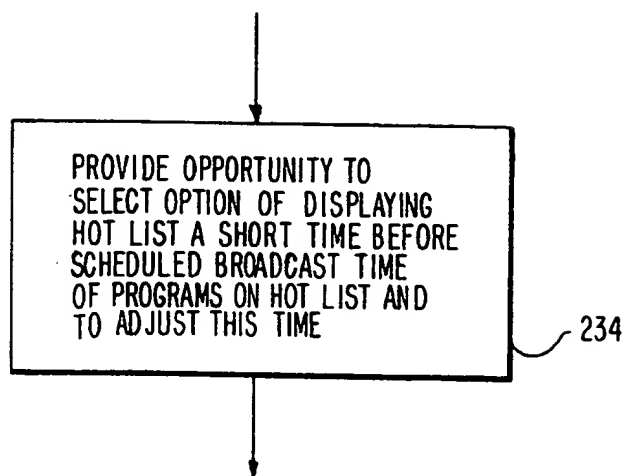 PROVIDE OPPORTUNITY TO
SELECT OPTION OF DISPLAYING
HOT LIST A SHORT TIME BEFORE
SCHEDULED BROADCAST TIME
OF PROGRAMS ON HOT LIST AND
TO ADJUST THIS TIME
234